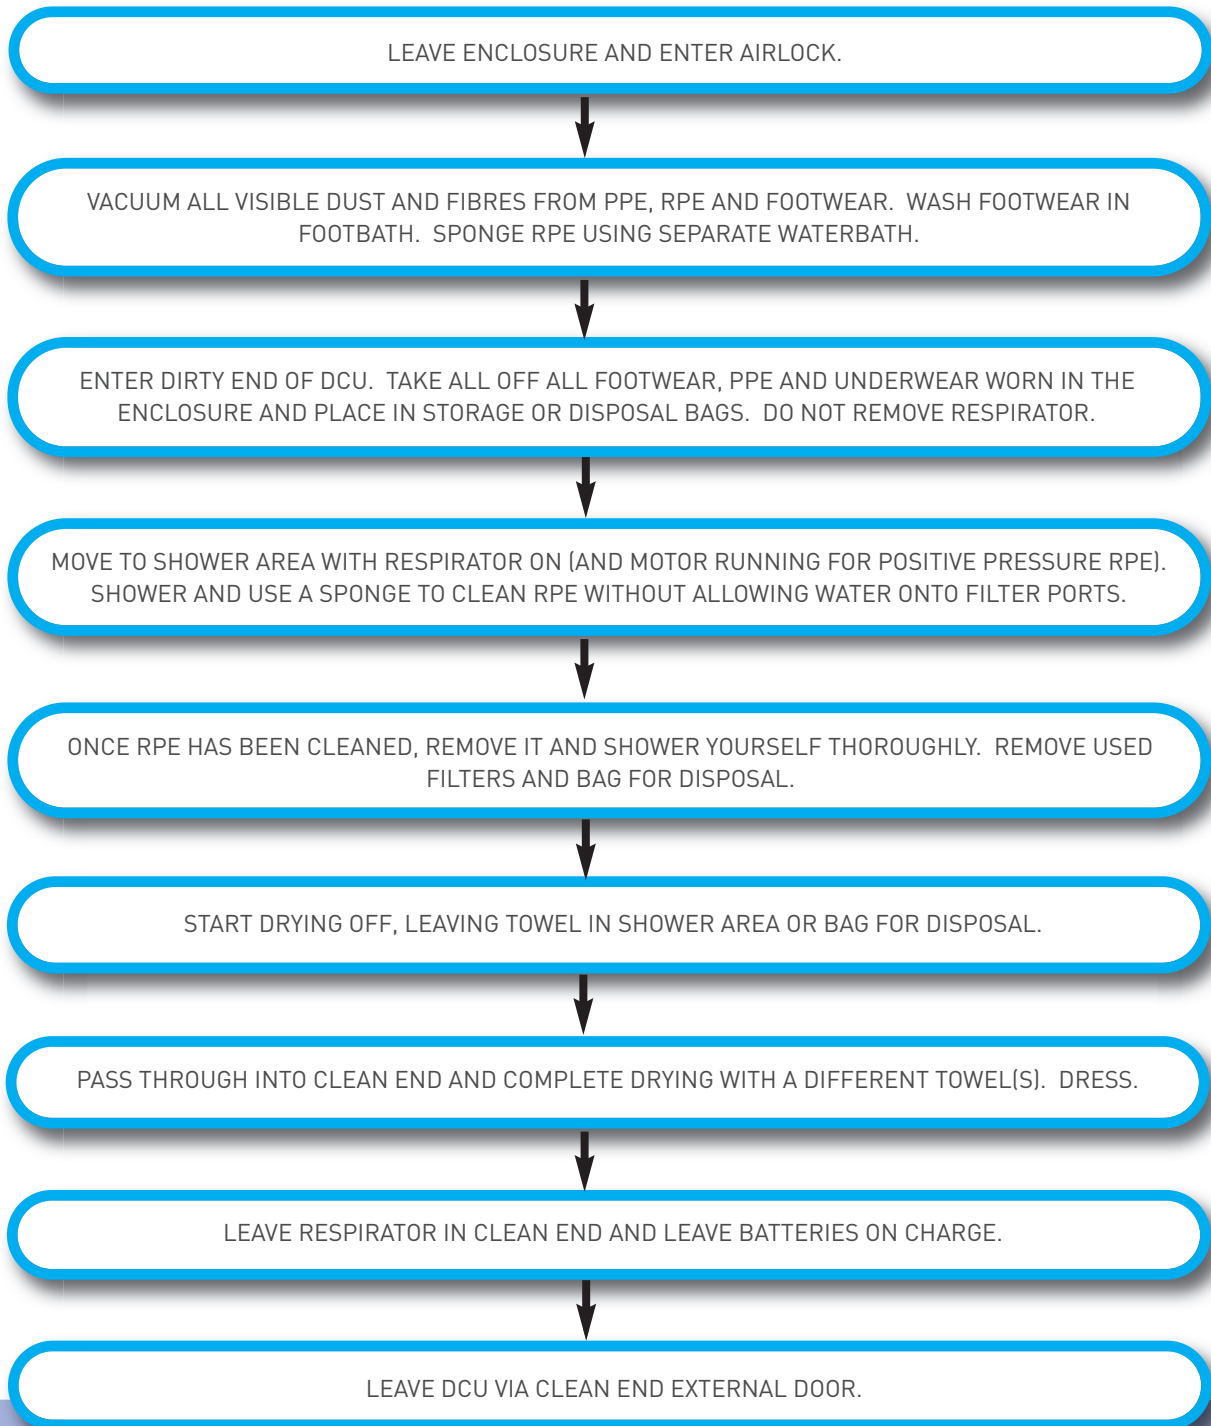 LEAVE ENCLOSURE AND ENTER AIRLOCK.
VACUUM ALL VISIBLE DUST AND FIBRES FROM PPE, RPE AND FOOTWEAR. WASH FOOTWEAR IN
FOOTBATH. SPONGE RPE USING SEPARATE WATERBATH.
ENTER DIRTY END OF DCU. TAKE ALL OFF ALL FOOTWEAR, PPE AND UNDERWEAR WORN IN THE
ENCLOSURE AND PLACE IN STORAGE OR DISPOSAL BAGS. DO NOT REMOVE RESPIRATOR.
MOVE TO SHOWER AREA WITH RESPIRATOR ON (AND MOTOR RUNNING FOR POSITIVE PRESSURE RPE).
SHOWER AND USE A SPONGE TO CLEAN RPE WITHOUT ALLOWING WATER ONTO FILTER PORTS.
ONCE RPE HAS BEEN CLEANED, REMOVE IT AND SHOWER YOURSELF THOROUGHLY. REMOVE USED
FILTERS AND BAG FOR DISPOSAL.
START DRYING OFF, LEAVING TOWEL IN SHOWER AREA OR BAG FOR DISPOSAL.
PASS THROUGH INTO CLEAN END AND COMPLETE DRYING WITH A DIFFERENT TOWEL(S). DRESS.
LEAVE RESPIRATOR IN CLEAN END AND LEAVE BATTERIES ON CHARGE.
LEAVE DCU VIA CLEAN END EXTERNAL DOOR.